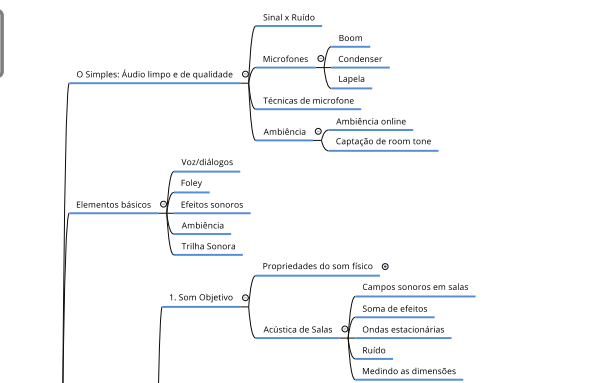 Sinal x Ruído
Boom
Microfones
Condenser
O Simples: Áudio limpo e de qualidade
Lapela
Técnicas de microfone
Ambiência online
Ambiência
Captação de room tone
Voz/diálogos
Foley
Elementos básicos
Efeitos sonoros
Ambiência
Trilha Sonora
Propriedades do som físico
Campos sonoros em salas
1. Som Objetivo
Soma de efeitos
Acústica de Salas
Ondas estacionárias
Ruído
Medindo as dimensões